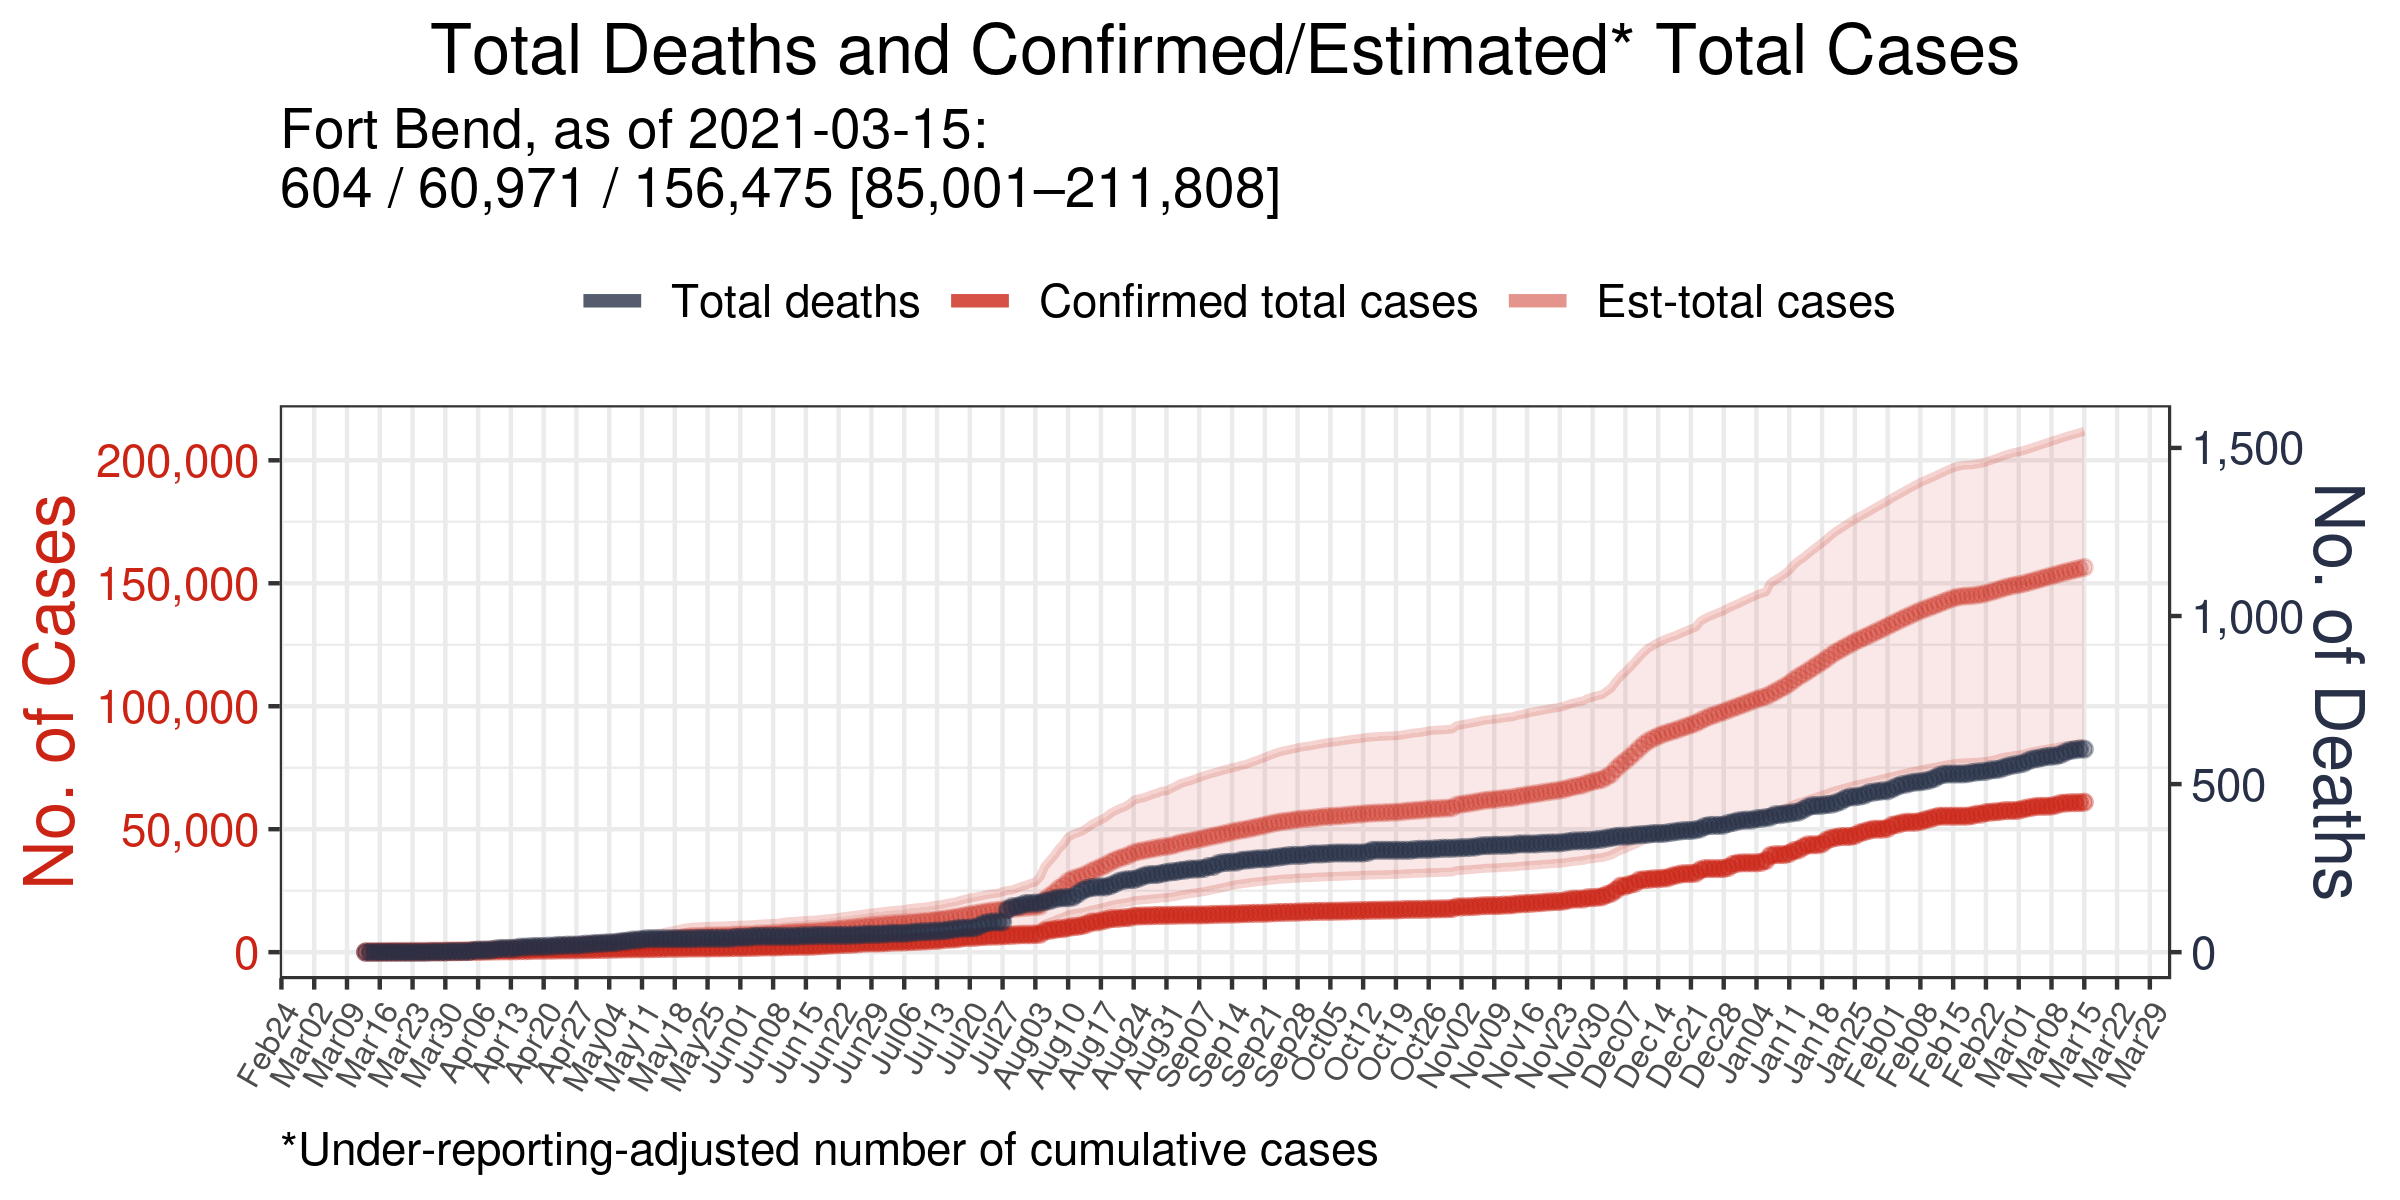 Total Deaths and Confirmed/Estimated* Total Cases
Fort Bend, as of 2021-03-15:
604 / 60,971 / 156,475 [85,001–211,808]
Total deaths
Confirmed total cases
Est-total cases
No. of Cases
200,000
150,000
100,000
50,000
0
1,500
1,000
500
0
No. of Deaths
Feb24
Mar02
Mar09
Mar16
Mar23
Mar30
Apr06
Apr13
Apr20
Apr27
May04
May11
May18
May25
Jun01
Jun08
Jun15
Jun22
Jun29
Jul06
Jul13
Jul20
Jul27
Aug03
Aug10
Aug17
Aug24
Aug31
Sep07
Sep14
Sep21
Sep28
Oct05
Oct12
Oct19
Oct26
Nov02
Nov09
Nov16
Nov23
Nov30
Dec07
Dec14
Dec21
Dec28
Jan04
Jan11
Jan18
Jan25
Feb01
Feb08
Feb15
Feb22
Mar01
Mar08
Mar15
Mar22
Mar29
*Under-reporting-adjusted number of cumulative cases